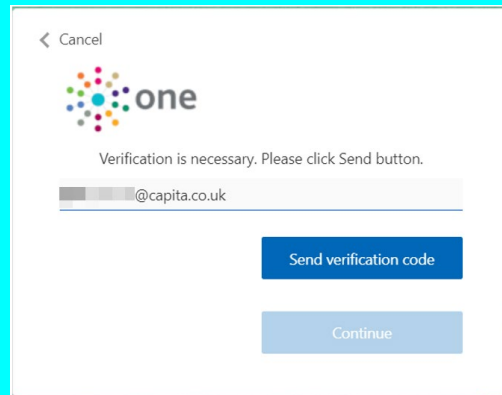 Cancel
one
Verification is necessary. Please click Send button.
@capita.co.uk
Send verification code
Continue